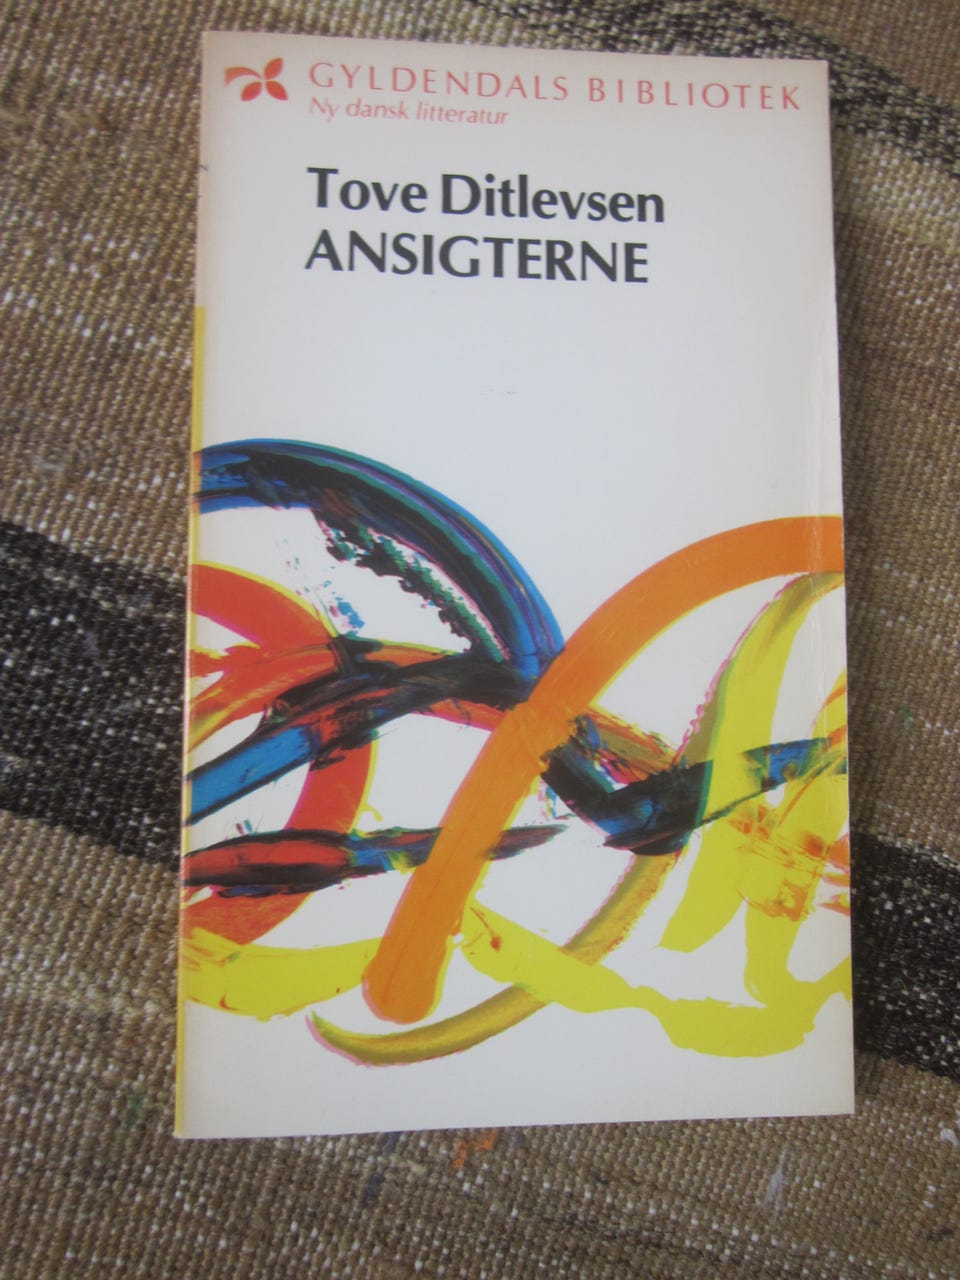 GYLDENDALS BIBLIOTEK
Ny dansk litteratur
Tove Ditlevsen
ANSIGTERNE